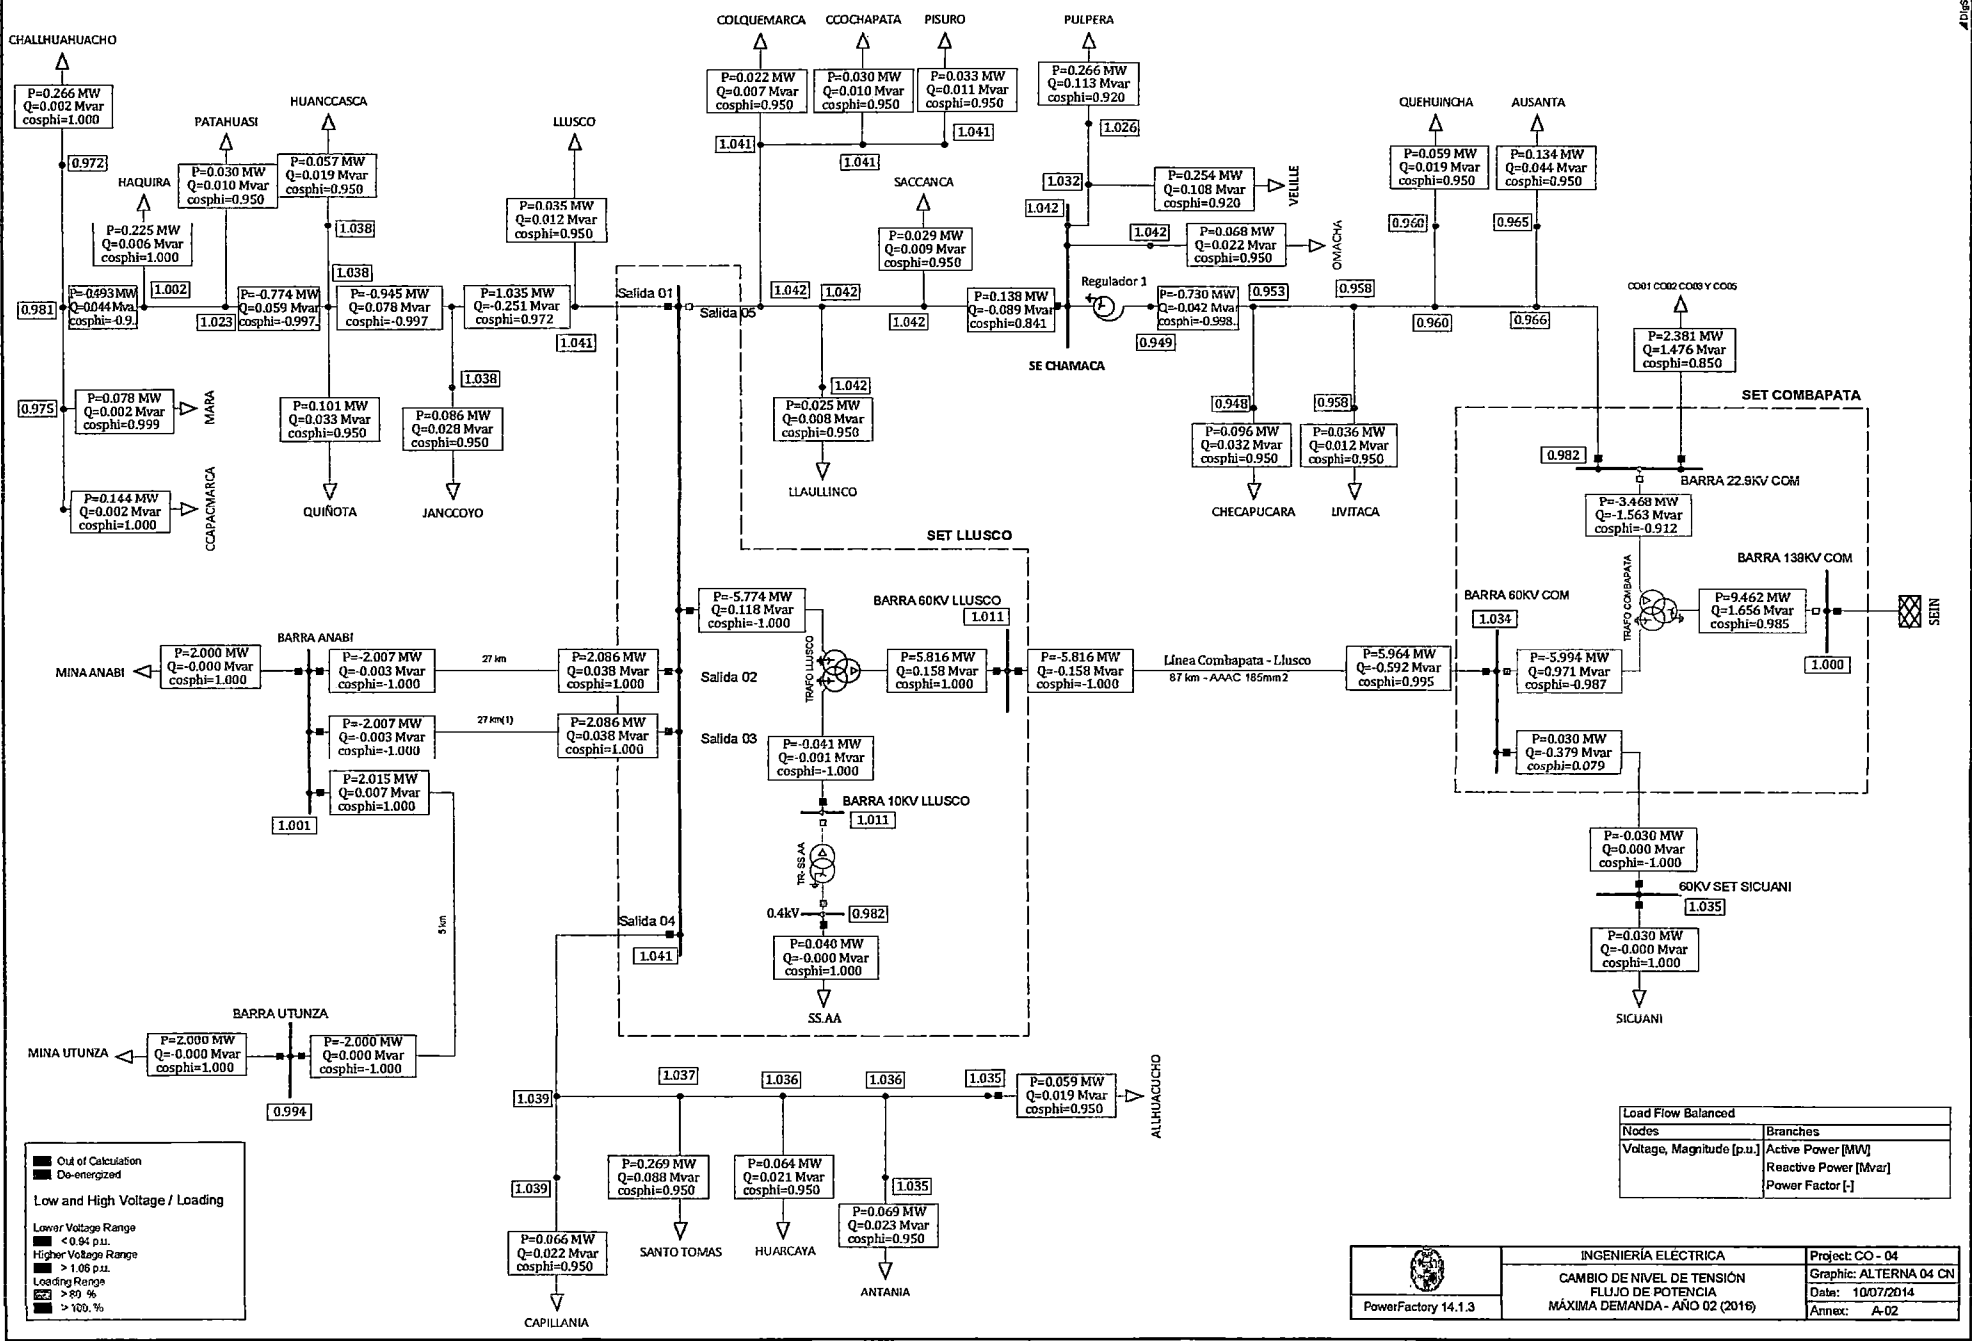 CHALLHUAHUACHO
P=0.266 MW
Q=0.002 Mvar
cosphi=1.000
0.972
HAQUIRA
P=0.225 MW
Q=0.006 Mvar
cosphi=1.000
1.002
PATAHUASI
P=0.030 MW
Q=0.010 Mvar
cosphi=0.950
1.023
HUANCCASCA
P=0.057 MW
Q=0.019 Mvar
cosphi=0.950
1.038
1.038
LLUSCO
P=0.035 MW
Q=0.012 Mvar
cosphi=0.950
1.041
0.981
P=-0.493 MW
Q=0.044 Mva
cosphi=-0.9.
P=-0.774 MW
Q=0.059 Mvar
cosphi=-0.997
P=-0.945 MW
Q=0.078 Mvar
cosphi=-0.997
P=1.035 MW
Q=-0.251 Mvar
cosphi=0.972
0.975
P=0.078 MW
Q=0.002 Mvar
cosphi=0.999
MARA
P=0.144 MW
Q=0.002 Mvar
cosphi=1.000
CCAPACMARCA
P=0.101 MW
Q=0.033 Mvar
cosphi=0.950
QUIÑOTA
1.038
P=0.086 MW
Q=0.028 Mvar
cosphi=0.950
JANCCOYO
COLQUEMARCA
P=0.022 MW
Q=0.007 Mvar
cosphi=0.950
1.041
CCOCHAPATA
P=0.030 MW
Q=0.010 Mvar
cosphi=0.950
1.041
PISURO
P=0.033 MW
Q=0.011 Mvar
cosphi=0.950
1.041
PULPERA
P=0.266 MW
Q=0.113 Mvar
cosphi=0.920
1.026
1.032
P=0.254 MW
Q=0.108 Mvar
cosphi=0.920
VELILLE
1.042
1.042
P=0.068 MW
Q=0.022 Mvar
cosphi=0.950
OMACHA
SACCANCA
P=0.029 MW
Q=0.009 Mvar
cosphi=0.950
Salida 01
Salida 05
1.042
1.042
1.042
P=0.138 MW
Q=-0.089 Mvar
cosphi=0.841
SE CHAMACA
Regulador 1
P=-0.730 MW
Q=-0.042 Mvar
cosphi=-0.998.
0.949
0.953
0.958
1.042
P=0.025 MW
Q=0.008 Mvar
cosphi=0.950
LLAULLINCO
QUEHUINCHA
P=0.059 MW
Q=0.019 Mvar
cosphi=0.950
0.960
0.960
AUSANTA
P=0.134 MW
Q=0.044 Mvar
cosphi=0.950
0.965
0.966
0.948
P=0.096 MW
Q=0.032 Mvar
cosphi=0.950
CHECAPUCARA
0.958
P=0.036 MW
Q=0.012 Mvar
cosphi=0.950
LIVITACA
CO01 CO02 CO03 Y CO05
P=2.381 MW
Q=1.476 Mvar
cosphi=0.850
SET COMBAPATA
0.982
BARRA 22.9KV COM
P=-3.468 MW
Q=-1.563 Mvar
cosphi=-0.912
TRAFO COMBAPATA
BARRA 138KV COM
P=9.462 MW
Q=1.656 Mvar
cosphi=0.985
SEIN
1.000
BARRA 60KV COM
1.034
P=5.964 MW
Q=-0.592 Mvar
cosphi=0.995
P=-5.994 MW
Q=0.971 MVar
cosphi=-0.987
P=0.030 MW
Q=-0.379 Mvar
cosphi=0.079
P=-0.030 MW
Q=0.000 Mvar
cosphi=-1.000
60KV SET SICUANI
1.035
P=0.030 MW
Q=-0.000 Mvar
cosphi=1.000
SICUANI
SET LLUSCO
P=-5.774 MW
Q=0.118 Mvar
cosphi=-1.000
TRAFO LLUSCO
BARRA 60KV LLUSCO
1.011
P=5.816 MW
Q=0.158 Mvar
cosphi=1.000
P=-5.816 MW
Q=-0.158 Mvar
cosphi=-1.000
Línea Combapata - Llusco
87 km - AAAC 185mm2
BARRA ANABI
MINA ANABI
P=2.000 MW
Q=-0.000 Mvar
cosphi=1.000
P=-2.007 MW
Q=-0.003 Mvar
cosphi=-1.000
27 km
P=2.086 MW
Q=0.038 Mvar
cosphi=1.000
Salida 02
P=-2.007 MW
Q=-0.003 Mvar
cosphi=-1.000
27 km(1)
P=2.086 MW
Q=0.038 Mvar
cosphi=1.000
Salida 03
P=2.015 MW
Q=0.007 Mvar
cosphi=1.000
1.001
5 km
P=-0.041 MW
Q=-0.001 Mvar
cosphi=-1.000
BARRA 10KV LLUSCO
1.011
TR-SS.AA
0.4kV
0.982
P=0.040 MW
Q=-0.000 Mvar
cosphi=1.000
SS.AA
Salida 04
1.041
BARRA UTUNZA
MINA UTUNZA
P=2.000 MW
Q=-0.000 Mvar
cosphi=1.000
P=-2.000 MW
Q=0.000 Mvar
cosphi=-1.000
0.994
1.039
1.037
1.036
1.036
1.035
P=0.059 MW
Q=0.019 Mvar
cosphi=0.950
ALLHUACUCHO
1.039
P=0.066 MW
Q=0.022 Mvar
cosphi=0.950
CAPILLANIA
P=0.269 MW
Q=0.088 Mvar
cosphi=0.950
SANTO TOMAS
P=0.064 MW
Q=0.021 Mvar
cosphi=0.950
HUARCAYA
1.035
P=0.069 MW
Q=0.023 Mvar
cosphi=0.950
ANTANIA
Out of Calculation
De-energized
Low and High Voltage / Loading
Lower Voltage Range
< 0.94 p.u.
Higher Voltage Range
> 1.06 p.u.
Loading Range
> 80. %
> 100. %
Load Flow Balanced
Nodes
Branches
Voltage, Magnitude [p.u.]
Active Power [MW]
Reactive Power [Mvar]
Power Factor [-]
PowerFactory 14.1.3
INGENIERÍA ELÉCTRICA
CAMBIO DE NIVEL DE TENSIÓN
FLUJO DE POTENCIA
MÁXIMA DEMANDA - AÑO 02 (2016)
Project: CO - 04
Graphic: ALTERNA 04 CN
Date: 10/07/2014
Annex: A-02